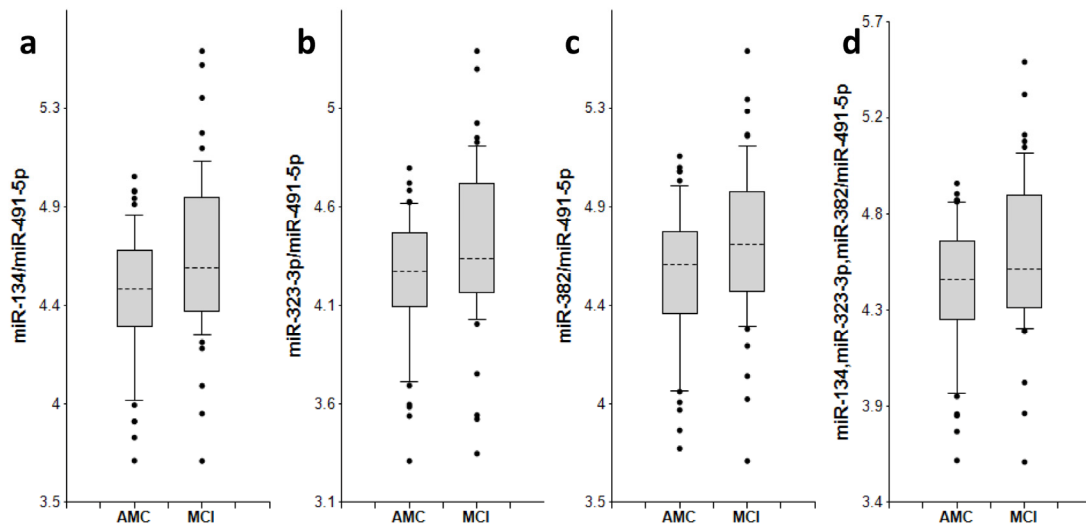 a
miR-134/miR-491-5p
5.3
4.9
4.4
4
3.5
AMC
MCI
b
miR-323-3p/miR-491-5p
5
4.6
4.1
3.6
3.1
AMC
MCI
c
miR-382/miR-491-5p
5.3
4.9
4.4
4
3.5
AMC
MCI
d
miR-134,miR-323-3p,miR-382/miR-491-5p
5.7
5.2
4.8
4.3
3.9
3.4
AMC
MCI